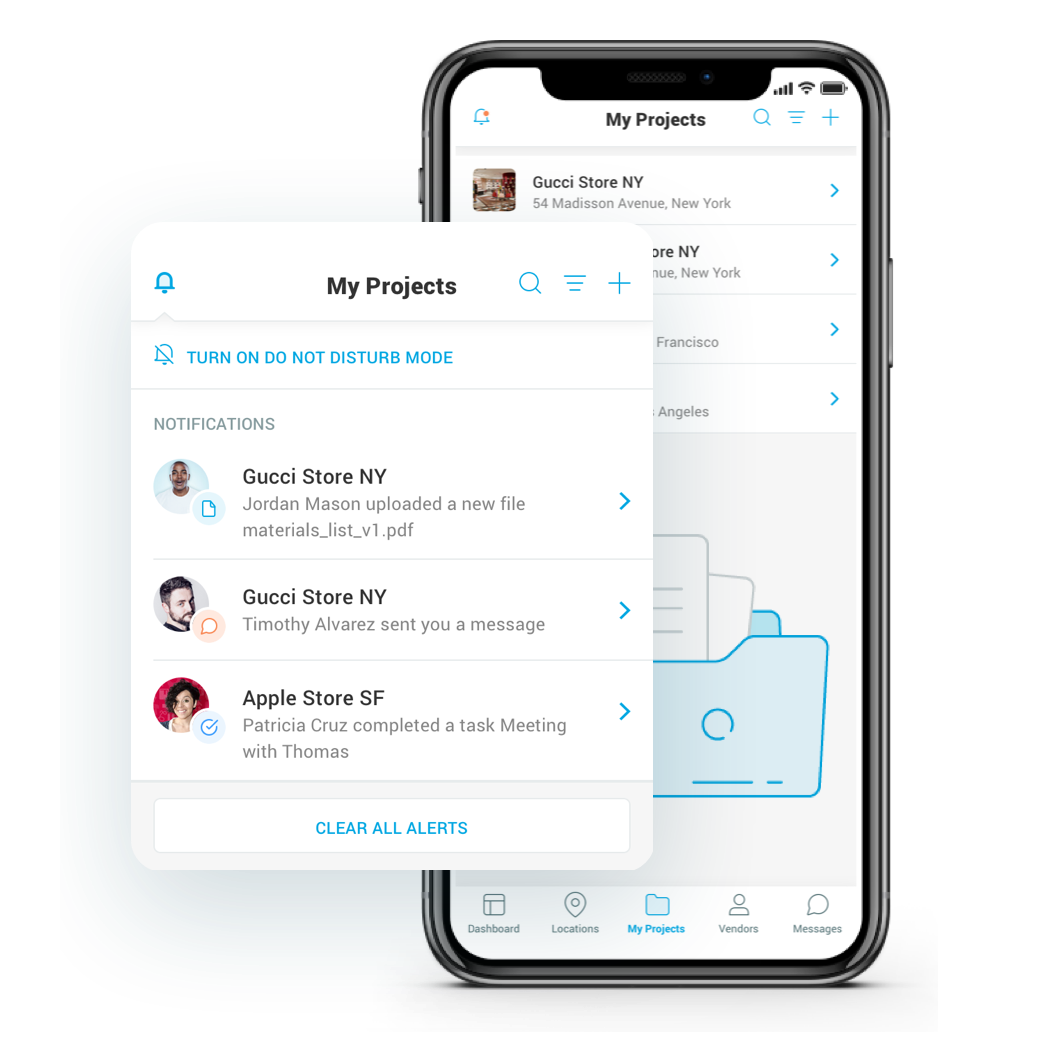 My Projects
Gucci Store NY
54 Madisson Avenue, New York
Store NY
nue, New York
Francisco
Angeles
My Projects
TURN ON DO NOT DISTURB MODE
NOTIFICATIONS
Gucci Store NY
Jordan Mason uploaded a new file
materials_list_v1.pdf
Gucci Store NY
Timothy Alvarez sent you a message
Apple Store SF
Patricia Cruz completed a task Meeting
with Thomas
CLEAR ALL ALERTS
Dashboard
Locations
My Projects
Vendors
Messages